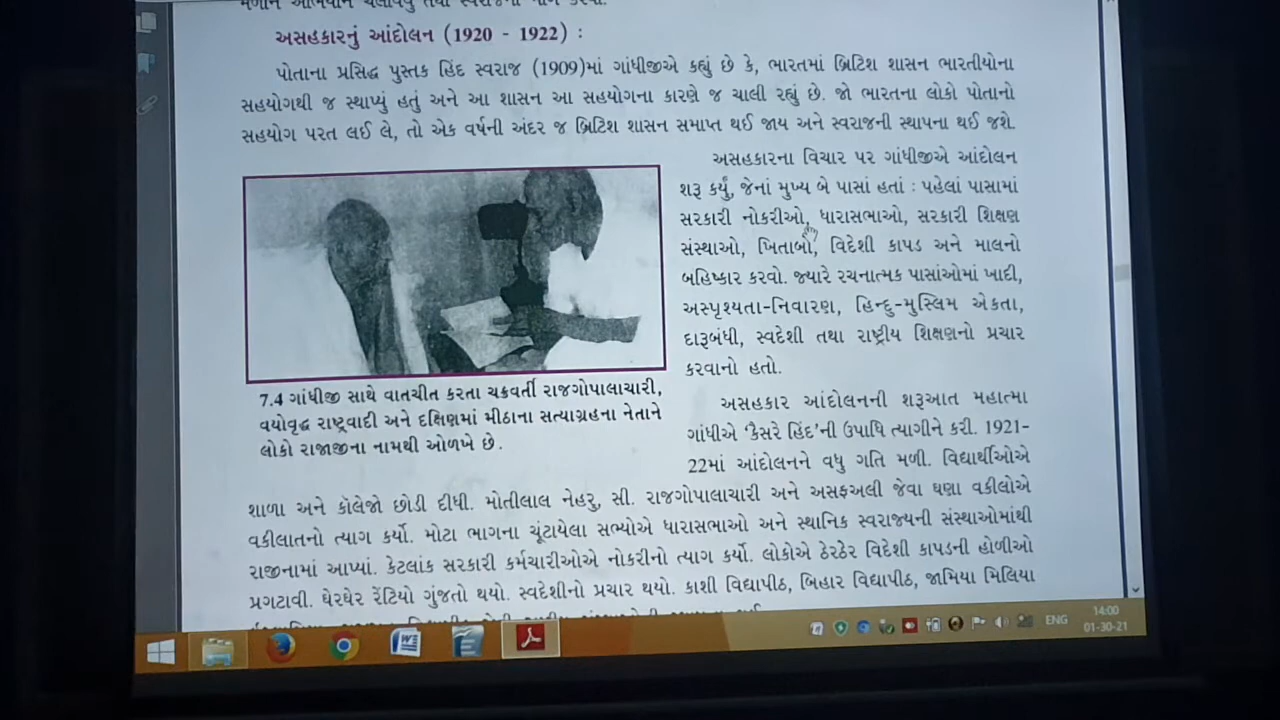 અસહકારનું આંદોલન (1920 - 1922) :
પોતાના પ્રસિદ્ધ પુસ્તક હિંદ સ્વરાજ (1909)માં ગાંધીજીએ કહ્યું છે કે, ભારતમાં બ્રિટિશ શાસન ભારતીયોના
સહયોગથી જ સ્થાપ્યું હતું અને આ શાસન આ સહયોગના કારણે જ ચાલી રહ્યું છે. જો ભારતના લોકો પોતાનો
સહયોગ પરત લઈ લે, તો એક વર્ષની અંદર જ બ્રિટિશ શાસન સમાપ્ત થઈ જાય અને સ્વરાજની સ્થાપના થઈ જશે.
અસહકારના વિચાર પર ગાંધીજીએ આંદોલન
શરૂ કર્યું, જેનાં મુખ્ય બે પાસાં હતાં : પહેલાં પાસામાં
સરકારી નોકરીઓ, ધારાસભાઓ, સરકારી શિક્ષણ
સંસ્થાઓ, ખિતાબો, વિદેશી કાપડ અને માલનો
બહિષ્કાર કરવો. જ્યારે રચનાત્મક પાસાંઓમાં ખાદી,
અસ્પૃશ્યતા-નિવારણ, હિન્દુ-મુસ્લિમ એકતા,
દારૂબંધી, સ્વદેશી તથા રાષ્ટ્રીય શિક્ષણનો પ્રચાર
કરવાનો હતો.
7.4 ગાંધીજી સાથે વાતચીત કરતા ચક્રવર્તી રાજગોપાલાચારી,
વયોવૃદ્ધ રાષ્ટ્રવાદી અને દક્ષિણમાં મીઠાના સત્યાગ્રહના નેતાને
લોકો રાજાજીના નામથી ઓળખે છે.
અસહકાર આંદોલનની શરૂઆત મહાત્મા
ગાંધીએ ‘કૈસરે હિંદ’ની ઉપાધિ ત્યાગીને કરી. 1921-
22માં આંદોલનને વધુ ગતિ મળી. વિદ્યાર્થીઓએ
શાળા અને કૉલેજો છોડી દીધી. મોતીલાલ નેહરુ, સી. રાજગોપાલાચારી અને અસફઅલી જેવા ઘણા વકીલોએ
વકીલાતનો ત્યાગ કર્યો. મોટા ભાગના ચૂંટાયેલા સભ્યોએ ધારાસભાઓ અને સ્થાનિક સ્વરાજ્યની સંસ્થાઓમાંથી
રાજીનામાં આપ્યાં. કેટલાંક સરકારી કર્મચારીઓએ નોકરીનો ત્યાગ કર્યો. લોકોએ ઠેરઠેર વિદેશી કાપડની હોળીઓ
પ્રગટાવી. ઘેરઘેર રેંટિયો ગુંજતો થયો. સ્વદેશીનો પ્રચાર થયો. કાશી વિદ્યાપીઠ, બિહાર વિદ્યાપીઠ, જામિયા મિલિયા
ENG
14:00
01-30-21